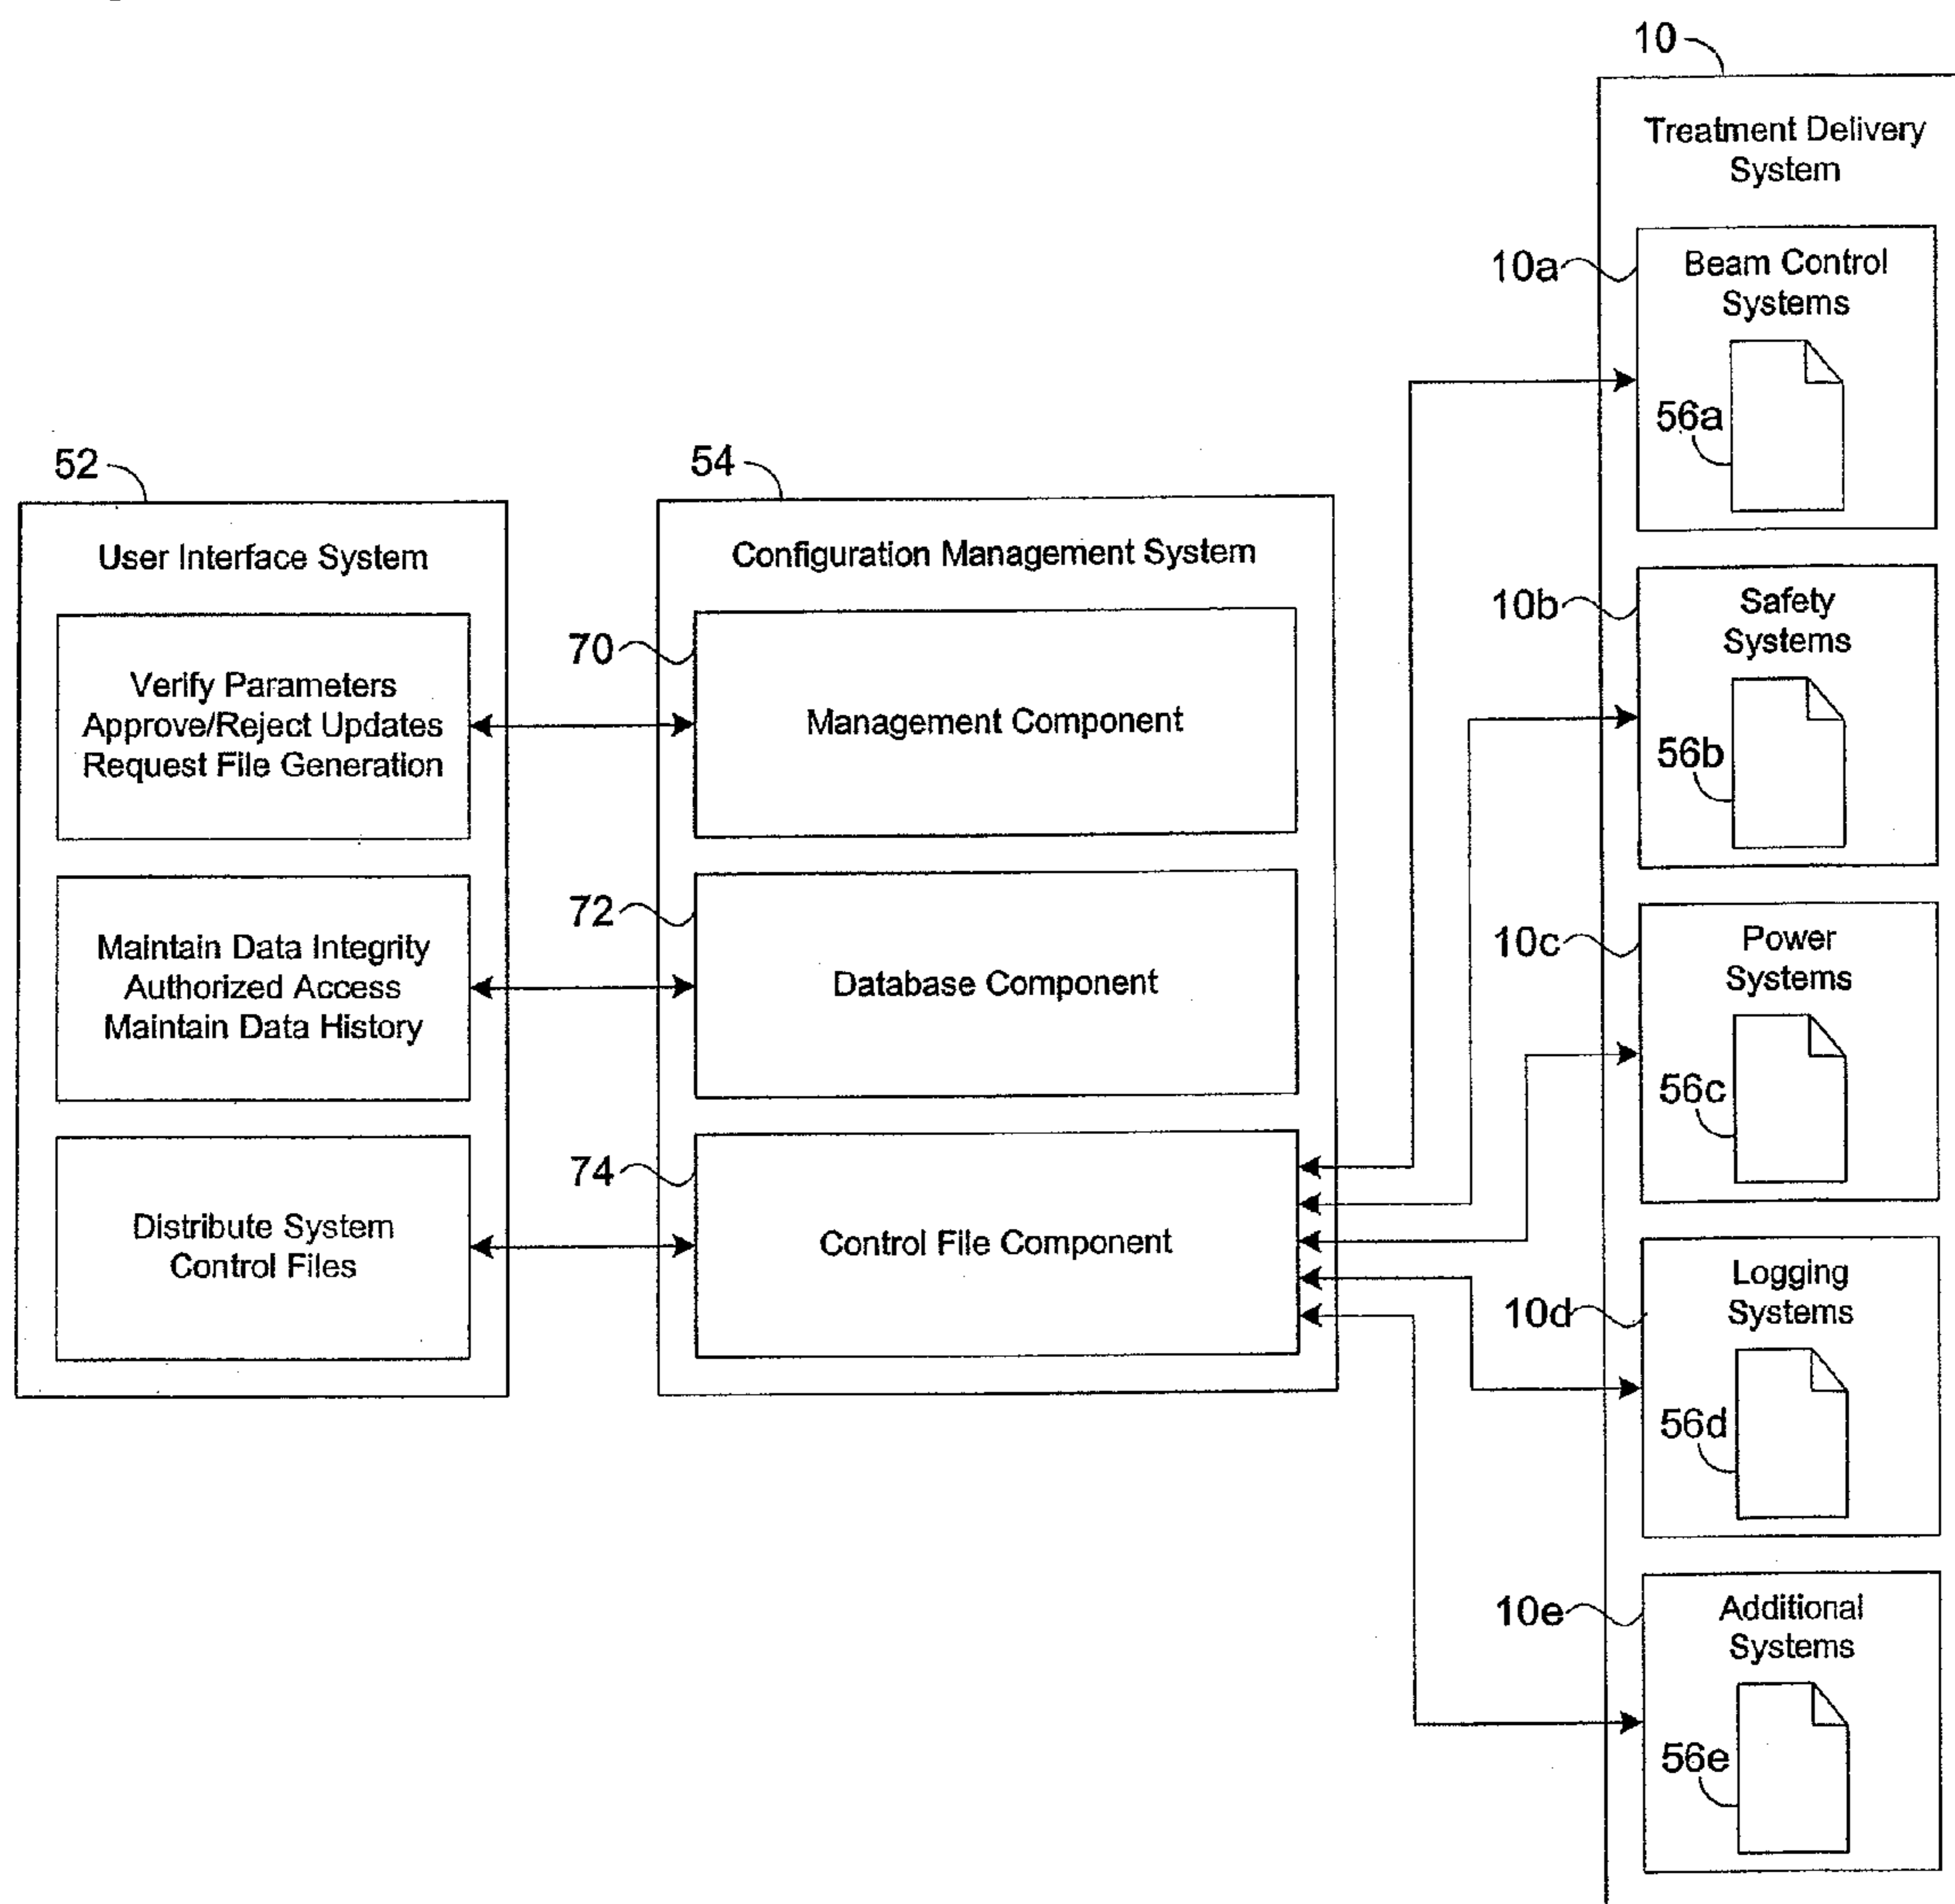 10
Treatment Delivery
System
10a
Beam Control
Systems
56a
10b
Safety
Systems
56b
10c
Power
Systems
56c
10d
Logging
Systems
56d
10e
Additional
Systems
56e
52
User Interface System
Verify Parameters
Approve/Reject Updates
Request File Generation
Maintain Data Integrity
Authorized Access
Maintain Data History
Distribute System
Control Files
54
Configuration Management System
70
Management Component
72
Database Component
74
Control File Component